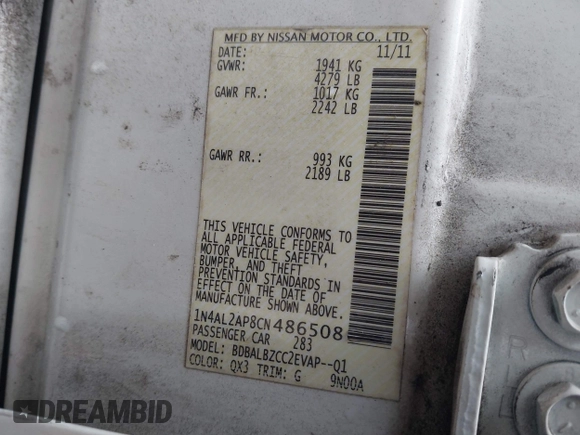 MFD BY NISSAN MOTOR CO., LTD.
DATE: 11/11
GVWR: 1941 KG
4279 LB
GAWR FR.: 1017 KG
2242 LB
GAWR RR.: 993 KG
2189 LB
THIS VEHICLE CONFORMS TO
ALL APPLICABLE FEDERAL
MOTOR VEHICLE SAFETY,
BUMPER, AND THEFT
PREVENTION STANDARDS IN
EFFECT ON THE DATE OF
MANUFACTURE SHOWN ABOVE.
1N4AL2AP8CN486508
PASSENGER CAR 283
MODEL: BDBALBZCC2EVAP--Q1
COLOR: QX3 TRIM: G 9N00A
DREAMBID